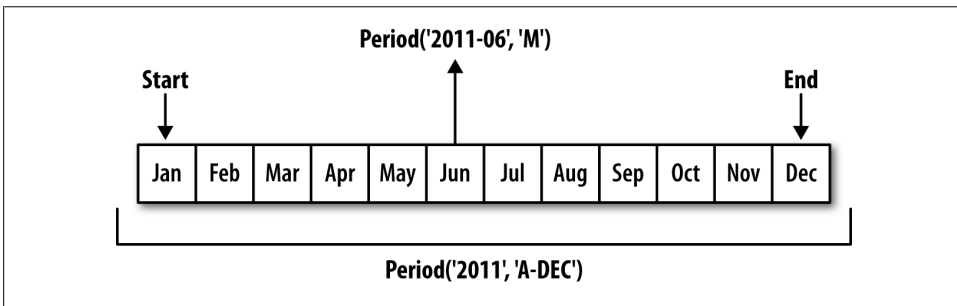 Period('2011-06', 'M')
Start
End
Jan Feb Mar Apr May Jun Jul Aug Sep Oct Nov Dec
Period('2011', 'A-DEC')